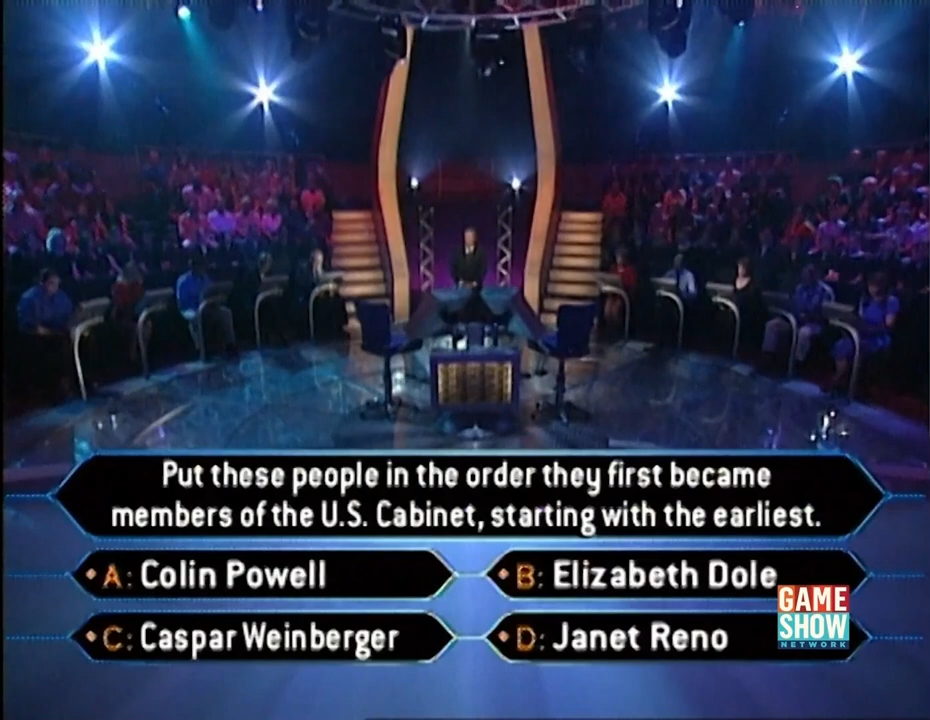 Put these people in the order they first became
members of the U.S. Cabinet, starting with the earliest.
A: Colin Powell
B: Elizabeth Dole
C: Caspar Weinberger
D: Janet Reno
GAME
SHOW
NETWORK